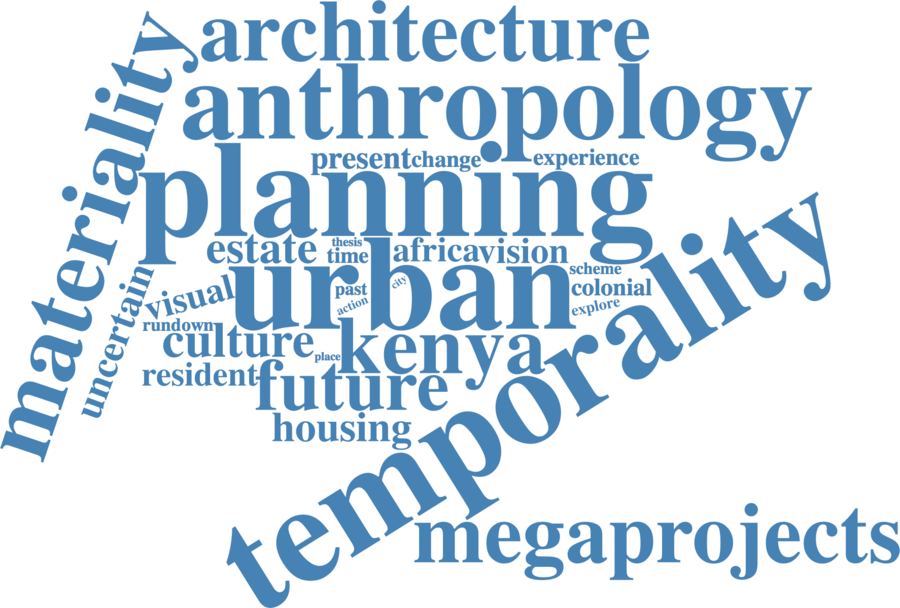 architecture
materiality
anthropology
present change experience
planning
estate thesis time africa vision
urban
scheme
colonial
explore
past
city
action
uncertain
visual
rundown
culture place kenya
resident future
housing
temporality
megaprojects